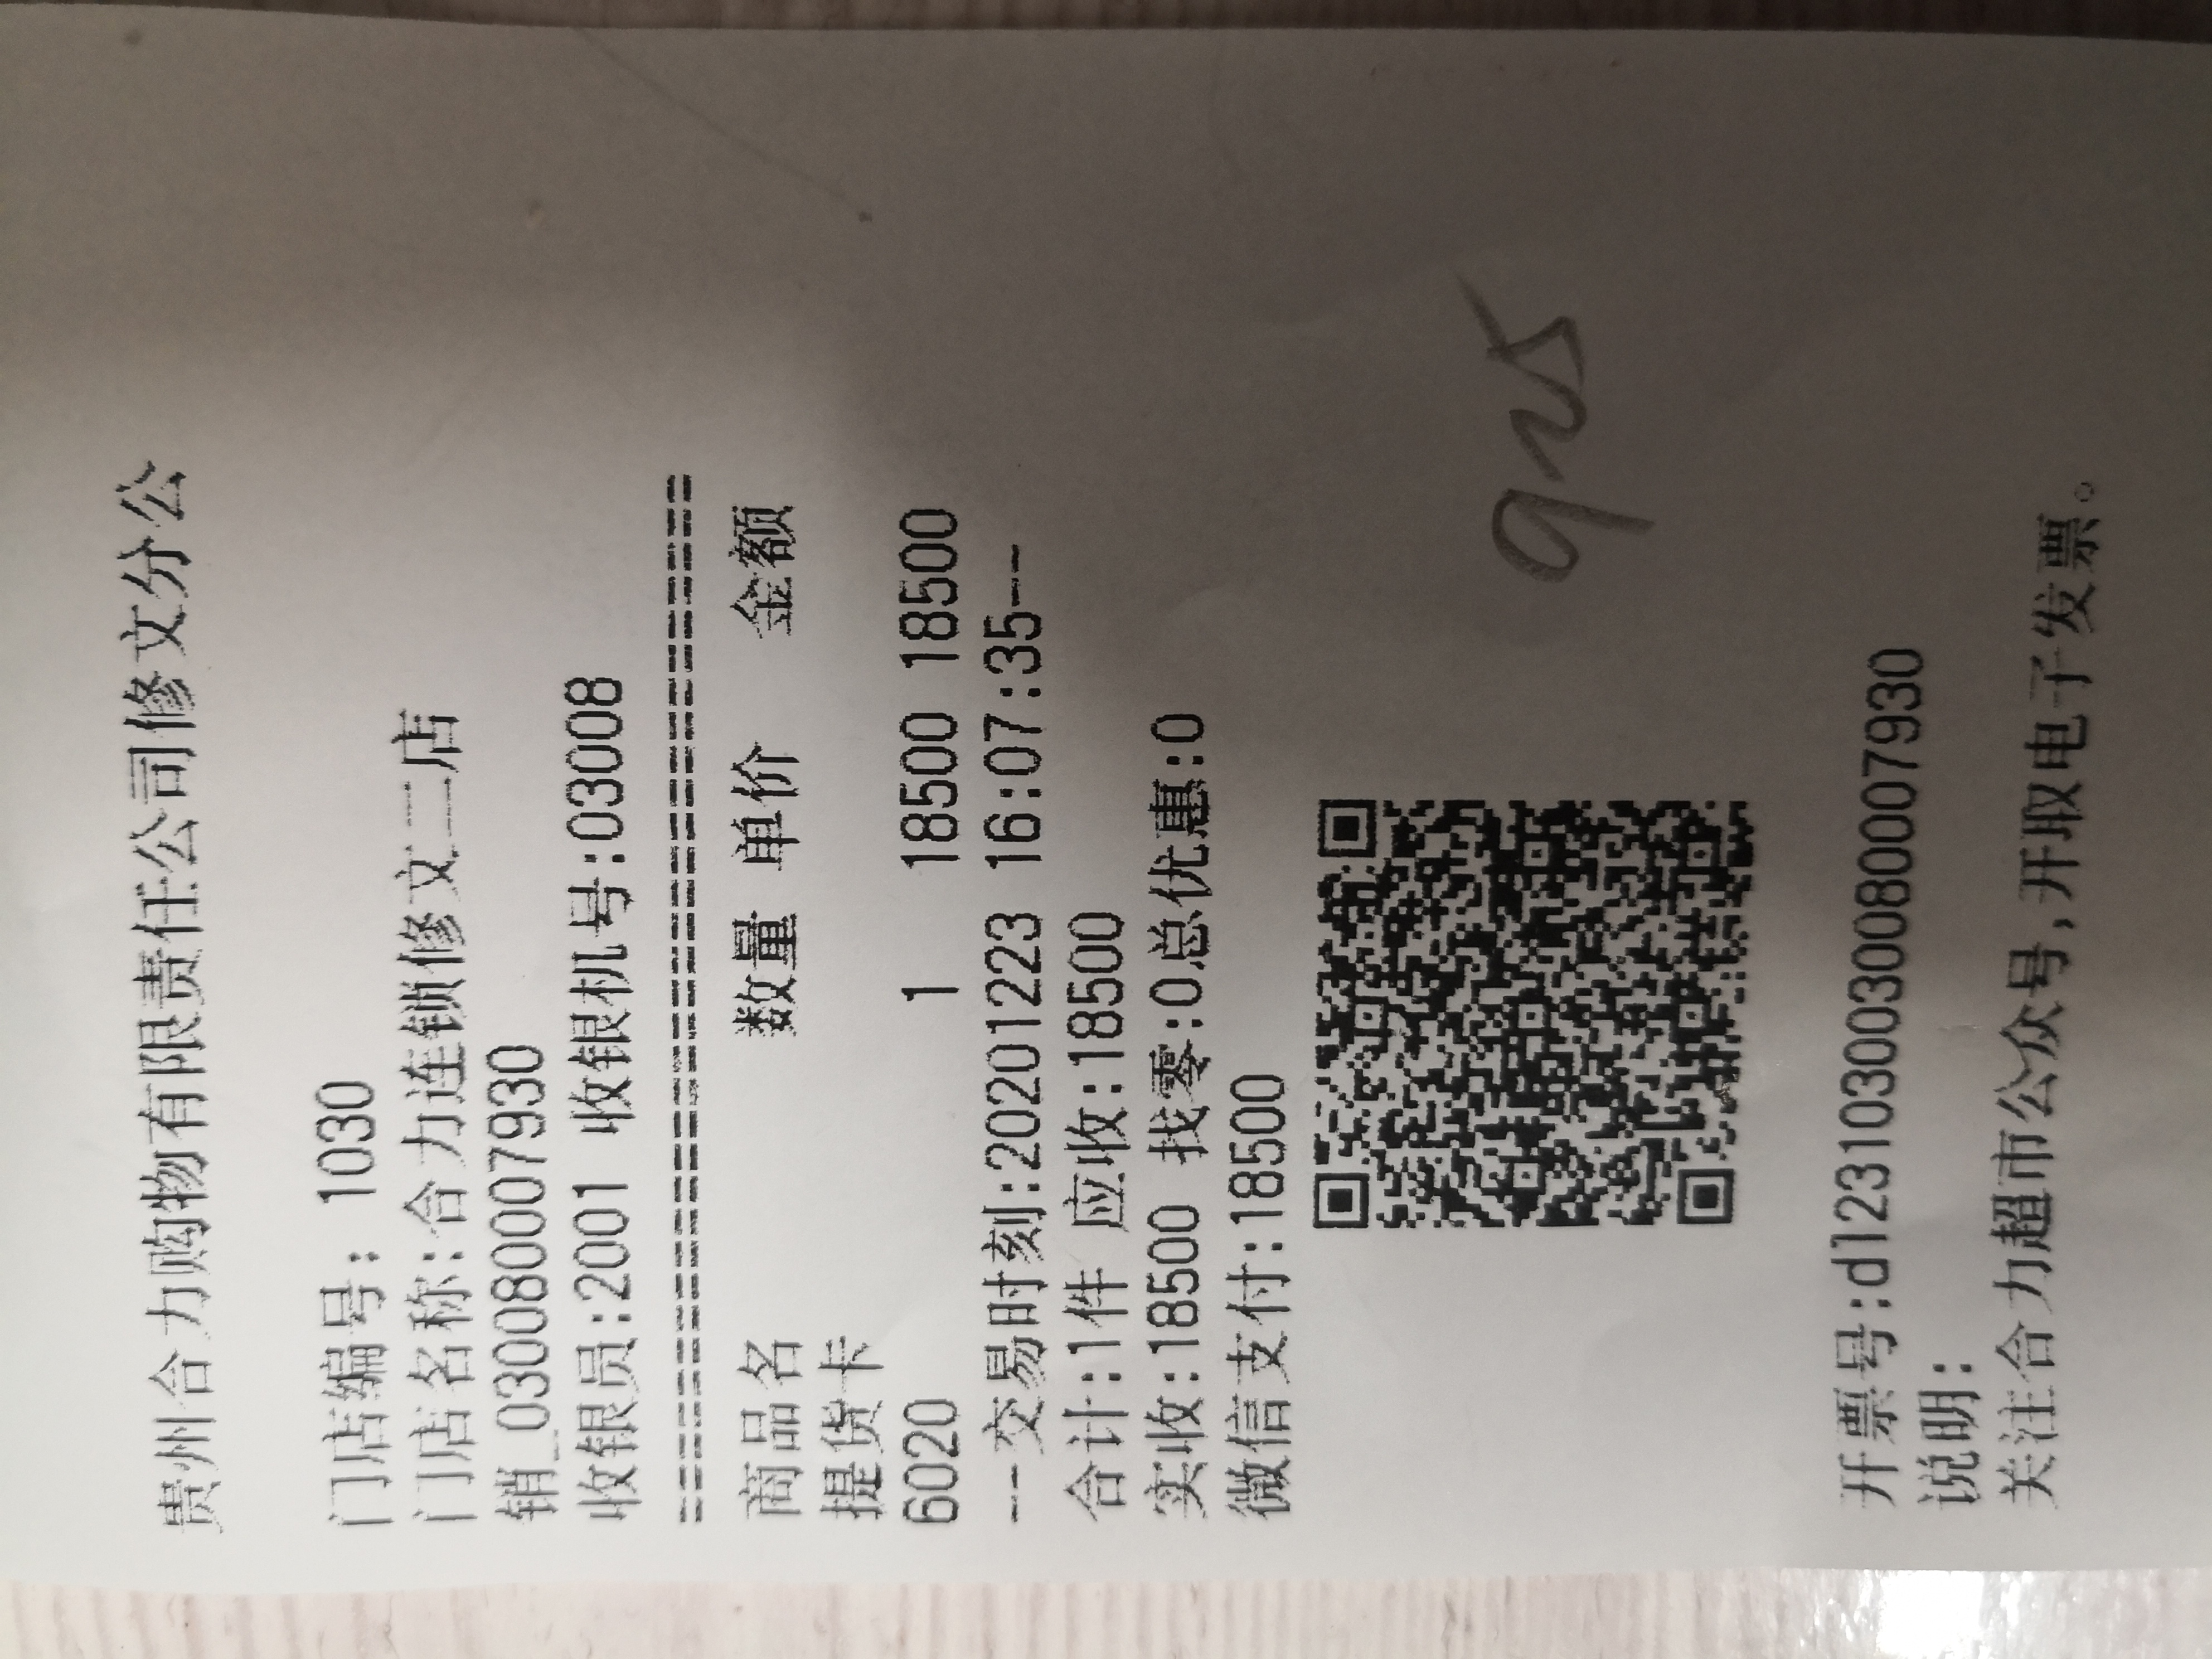 贵州合力购物有限责任公司修文分公
门店编号: 1030
门店名称:合力连锁修文二店
销_030080007930
收银员:2001 收银机号:03008
================================
商品名 数量 单价 金额
提货卡
6020 1 18500 18500
--交易时刻:20201223 16:07:35--
合计:1件 应收:18500
实收:18500 找零:0总优惠:0
微信支付:18500
925
开票号:d1231030030080007930
说明:
关注合力超市公众号,开取电子发票。